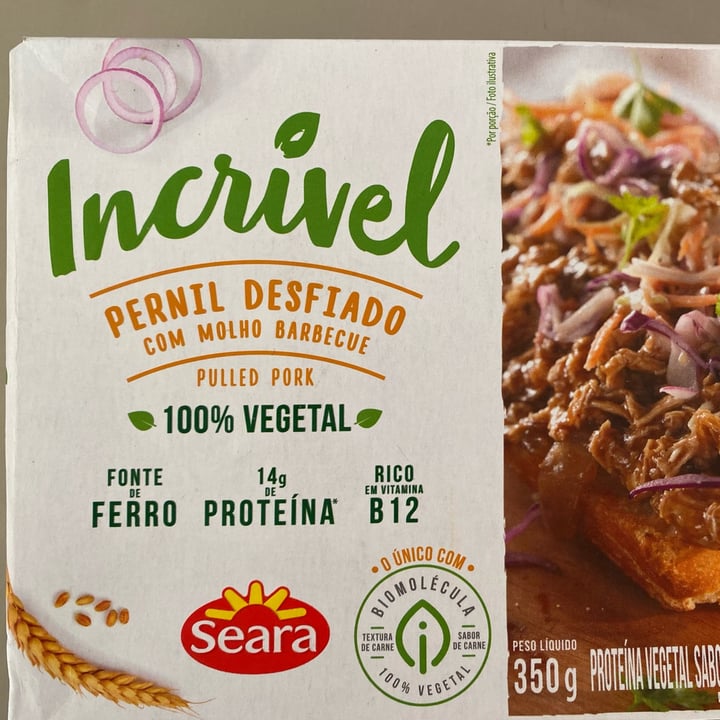 *Por porção / Foto ilustrativa
Incrível
PERNIL DESFIADO
COM MOLHO BARBECUE
PULLED PORK
100% VEGETAL
FONTE
DE
FERRO
14g
DE
PROTEÍNA*
RICO
EM VITAMINA
B12
Seara
• O ÚNICO COM •
BIOMOLÉCULA
TEXTURA
DE CARNE
SABOR
DE CARNE
100% VEGETAL
PESO LÍQUIDO
350g
PROTEÍNA VEGETAL SABO